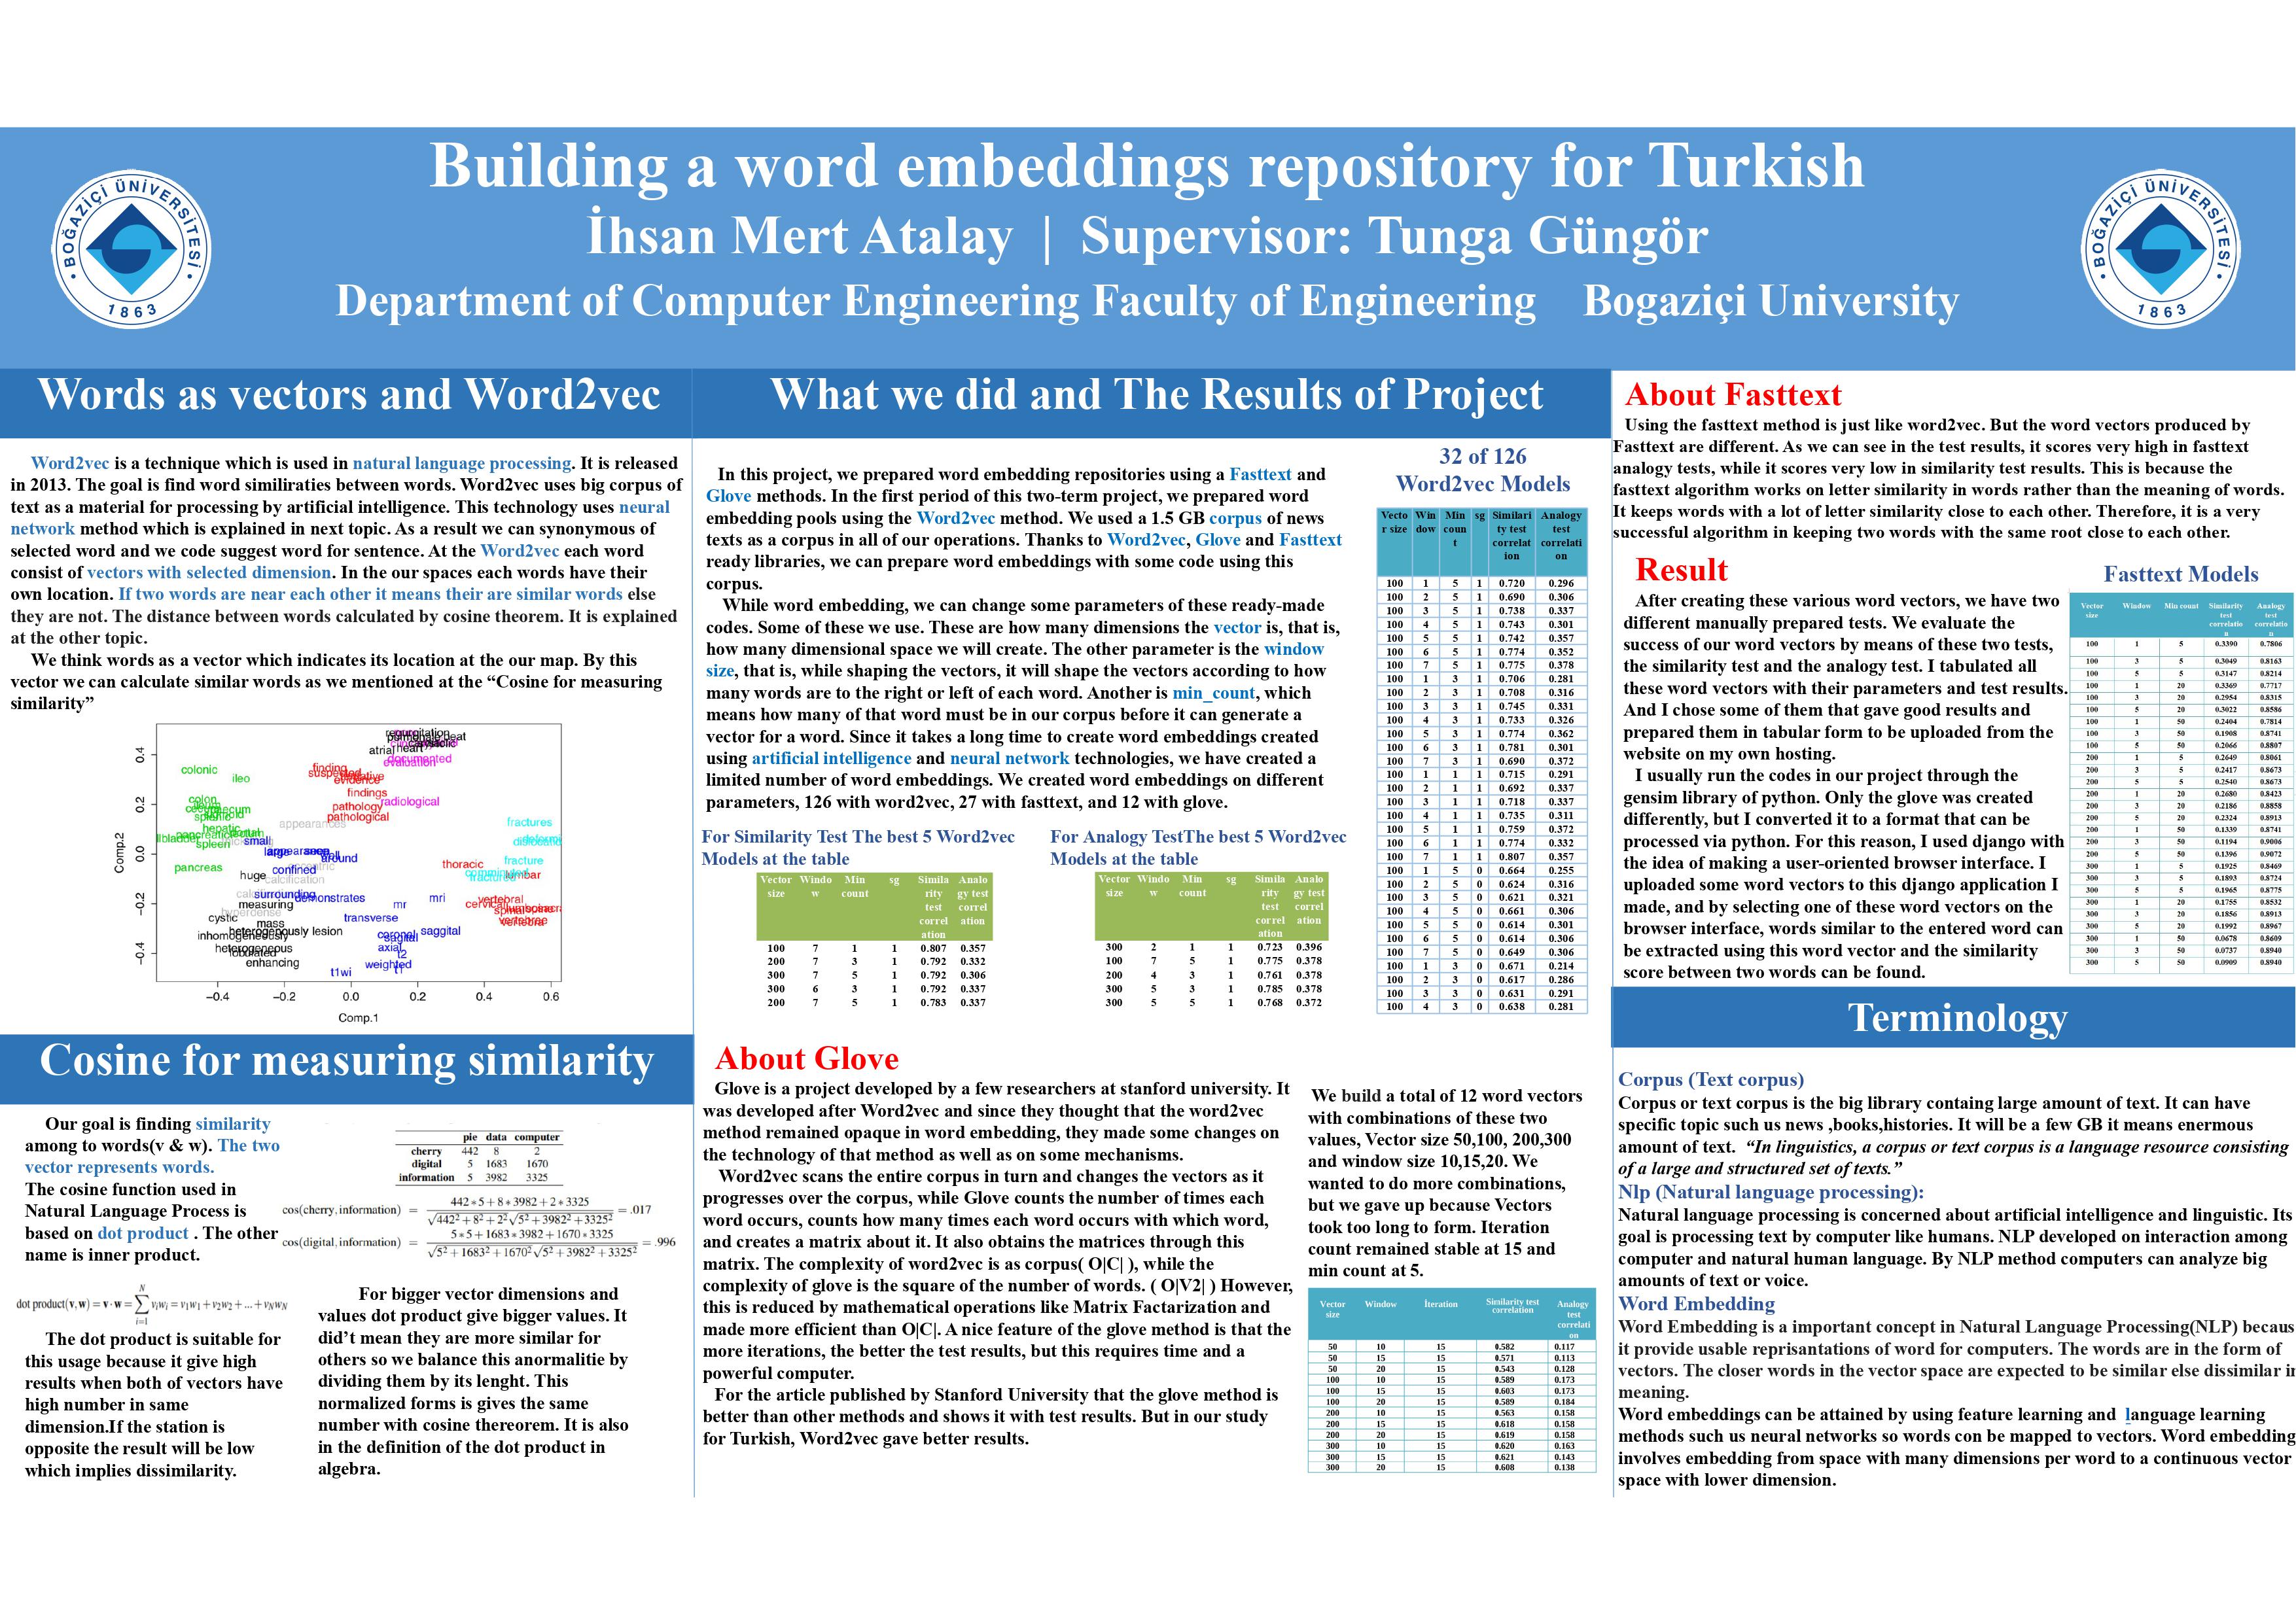 Building a word embeddings repository for Turkish
İhsan Mert Atalay | Supervisor: Tunga Güngör
Department of Computer Engineering Faculty of Engineering Bogaziçi University
BOĞAZİÇİ ÜNİVERSİTESİ
1863
BOĞAZİÇİ ÜNİVERSİTESİ
1863
Words as vectors and Word2vec
Word2vec is a technique which is used in natural language processing. It is released
in 2013. The goal is find word similiraties between words. Word2vec uses big corpus of
text as a material for processing by artificial intelligence. This technology uses neural
network method which is explained in next topic. As a result we can synonymous of
selected word and we code suggest word for sentence. At the Word2vec each word
consist of vectors with selected dimension. In the our spaces each words have their
own location. If two words are near each other it means their are similar words else
they are not. The distance between words calculated by cosine theorem. It is explained
at the other topic.
We think words as a vector which indicates its location at the our map. By this
vector we can calculate similar words as we mentioned at the “Cosine for measuring
similarity”
Comp.2
0.4
0.2
0.0
−0.2
−0.4
colonic
ileo
colon
hepatic
spleen
pancreas
small
huge
confined
around
appearances
calcification
surrounding
demonstrates
measuring
cystic
mass
heterogenously lesion
inhomogeneously
heterogeneous
enhancing
finding
evidence
findings
pathology
pathological
radiological
documented
evaluation
atrial
heart
fractures
fracture
thoracic
lumbar
vertebral
mri
mr
transverse
saggital
coronal
axial
t2
weighted
t1
t1wi
−0.4 −0.2 0.0 0.2 0.4 0.6
Comp.1
Cosine for measuring similarity
Our goal is finding similarity
among to words(v & w). The two
vector represents words.
The cosine function used in
Natural Language Process is
based on dot product . The other
name is inner product.
dot product(v,w) = v·w = ∑ i=1 N viwi = v1w1 + v2w2 + ... + vNwN
The dot product is suitable for
this usage because it give high
results when both of vectors have
high number in same
dimension.If the station is
opposite the result will be low
which implies dissimilarity.
pie data computer
cherry 442 8 2
digital 5 1683 1670
information 5 3982 3325
cos(cherry,information) = 442*5+8*3982+2*3325 / √442²+8²+2² √5²+3982²+3325² = .017
cos(digital,information) = 5*5+1683*3982+1670*3325 / √5²+1683²+1670² √5²+3982²+3325² = .996
For bigger vector dimensions and
values dot product give bigger values. It
did’t mean they are more similar for
others so we balance this anormalitie by
dividing them by its lenght. This
normalized forms is gives the same
number with cosine thereorem. It is also
in the definition of the dot product in
algebra.
What we did and The Results of Project
In this project, we prepared word embedding repositories using a Fasttext and
Glove methods. In the first period of this two-term project, we prepared word
embedding pools using the Word2vec method. We used a 1.5 GB corpus of news
texts as a corpus in all of our operations. Thanks to Word2vec, Glove and Fasttext
ready libraries, we can prepare word embeddings with some code using this
corpus.
While word embedding, we can change some parameters of these ready-made
codes. Some of these we use. These are how many dimensions the vector is, that is,
how many dimensional space we will create. The other parameter is the window
size, that is, while shaping the vectors, it will shape the vectors according to how
many words are to the right or left of each word. Another is min_count, which
means how many of that word must be in our corpus before it can generate a
vector for a word. Since it takes a long time to create word embeddings created
using artificial intelligence and neural network technologies, we have created a
limited number of word embeddings. We created word embeddings on different
parameters, 126 with word2vec, 27 with fasttext, and 12 with glove.
For Similarity Test The best 5 Word2vec
Models at the table
Vector size Windo w Min count sg Simila rity test correl ation Analo gy test correl ation
100 7 1 1 0.807 0.357
200 7 3 1 0.792 0.332
300 7 5 1 0.792 0.306
300 6 3 1 0.792 0.337
200 7 5 1 0.783 0.337
For Analogy TestThe best 5 Word2vec
Models at the table
Vector size Windo w Min count sg Simila rity test correl ation Analo gy test correl ation
300 2 1 1 0.723 0.396
100 7 5 1 0.775 0.378
200 4 3 1 0.761 0.378
300 5 3 1 0.785 0.378
300 5 5 1 0.768 0.372
32 of 126
Word2vec Models
Vecto r size Win dow Min coun t sg Similari ty test correlat ion Analogy test correlati on
100 1 5 1 0.720 0.296
100 2 5 1 0.690 0.306
100 3 5 1 0.738 0.337
100 4 5 1 0.743 0.301
100 5 5 1 0.742 0.357
100 6 5 1 0.774 0.352
100 7 5 1 0.775 0.378
100 1 3 1 0.706 0.281
100 2 3 1 0.708 0.316
100 3 3 1 0.745 0.331
100 4 3 1 0.733 0.326
100 5 3 1 0.774 0.362
100 6 3 1 0.781 0.301
100 7 3 1 0.690 0.372
100 1 1 1 0.715 0.291
100 2 1 1 0.692 0.337
100 3 1 1 0.718 0.337
100 4 1 1 0.735 0.311
100 5 1 1 0.759 0.372
100 6 1 1 0.774 0.332
100 7 1 1 0.807 0.357
100 1 5 0 0.664 0.255
100 2 5 0 0.624 0.316
100 3 5 0 0.621 0.321
100 4 5 0 0.661 0.306
100 5 5 0 0.614 0.301
100 6 5 0 0.614 0.306
100 7 5 0 0.649 0.306
100 1 3 0 0.671 0.214
100 2 3 0 0.617 0.286
100 3 3 0 0.631 0.291
100 4 3 0 0.638 0.281
About Glove
Glove is a project developed by a few researchers at stanford university. It
was developed after Word2vec and since they thought that the word2vec
method remained opaque in word embedding, they made some changes on
the technology of that method as well as on some mechanisms.
Word2vec scans the entire corpus in turn and changes the vectors as it
progresses over the corpus, while Glove counts the number of times each
word occurs, counts how many times each word occurs with which word,
and creates a matrix about it. It also obtains the matrices through this
matrix. The complexity of word2vec is as corpus( O|C| ), while the
complexity of glove is the square of the number of words. ( O|V2| ) However,
this is reduced by mathematical operations like Matrix Factarization and
made more efficient than O|C|. A nice feature of the glove method is that the
more iterations, the better the test results, but this requires time and a
powerful computer.
For the article published by Stanford University that the glove method is
better than other methods and shows it with test results. But in our study
for Turkish, Word2vec gave better results.
We build a total of 12 word vectors
with combinations of these two
values, Vector size 50,100, 200,300
and window size 10,15,20. We
wanted to do more combinations,
but we gave up because Vectors
took too long to form. Iteration
count remained stable at 15 and
min count at 5.
Vector size Window İteration Similarity test correlation Analogy test correlati on
50 10 15 0.582 0.117
50 15 15 0.571 0.113
50 20 15 0.543 0.128
100 10 15 0.589 0.173
100 15 15 0.603 0.173
100 20 15 0.589 0.184
200 10 15 0.563 0.158
200 15 15 0.618 0.158
200 20 15 0.619 0.158
300 10 15 0.620 0.163
300 15 15 0.621 0.143
300 20 15 0.608 0.138
About Fasttext
Using the fasttext method is just like word2vec. But the word vectors produced by
Fasttext are different. As we can see in the test results, it scores very high in fasttext
analogy tests, while it scores very low in similarity test results. This is because the
fasttext algorithm works on letter similarity in words rather than the meaning of words.
It keeps words with a lot of letter similarity close to each other. Therefore, it is a very
successful algorithm in keeping two words with the same root close to each other.
Result
After creating these various word vectors, we have two
different manually prepared tests. We evaluate the
success of our word vectors by means of these two tests,
the similarity test and the analogy test. I tabulated all
these word vectors with their parameters and test results.
And I chose some of them that gave good results and
prepared them in tabular form to be uploaded from the
website on my own hosting.
I usually run the codes in our project through the
gensim library of python. Only the glove was created
differently, but I converted it to a format that can be
processed via python. For this reason, I used django with
the idea of making a user-oriented browser interface. I
uploaded some word vectors to this django application I
made, and by selecting one of these word vectors on the
browser interface, words similar to the entered word can
be extracted using this word vector and the similarity
score between two words can be found.
Fasttext Models
Vector size Window Min count Similarity test correlatio n Analogy test correlatio n
100 1 5 0.3390 0.7806
100 3 5 0.3049 0.8163
100 5 5 0.3147 0.8214
100 1 20 0.3369 0.7717
100 3 20 0.2954 0.8315
100 5 20 0.3022 0.8586
100 1 50 0.2404 0.7814
100 3 50 0.1908 0.8741
100 5 50 0.2066 0.8807
200 1 5 0.2649 0.8061
200 3 5 0.2417 0.8673
200 5 5 0.2540 0.8673
200 1 20 0.2680 0.8423
200 3 20 0.2186 0.8858
200 5 20 0.2324 0.8913
200 1 50 0.1339 0.8741
200 3 50 0.1194 0.9006
200 5 50 0.1396 0.9072
300 1 5 0.1925 0.8469
300 3 5 0.1893 0.8724
300 5 5 0.1965 0.8775
300 1 20 0.1755 0.8532
300 3 20 0.1856 0.8913
300 5 20 0.1992 0.8967
300 1 50 0.0678 0.8609
300 3 50 0.0737 0.8940
300 5 50 0.0909 0.8940
Terminology
Corpus (Text corpus)
Corpus or text corpus is the big library containg large amount of text. It can have
specific topic such us news ,books,histories. It will be a few GB it means enermous
amount of text. “In linguistics, a corpus or text corpus is a language resource consisting
of a large and structured set of texts.”
Nlp (Natural language processing):
Natural language processing is concerned about artificial intelligence and linguistic. Its
goal is processing text by computer like humans. NLP developed on interaction among
computer and natural human language. By NLP method computers can analyze big
amounts of text or voice.
Word Embedding
Word Embedding is a important concept in Natural Language Processing(NLP) becaus
it provide usable reprisantations of word for computers. The words are in the form of
vectors. The closer words in the vector space are expected to be similar else dissimilar in
meaning.
Word embeddings can be attained by using feature learning and language learning
methods such us neural networks so words can be mapped to vectors. Word embedding
involves embedding from space with many dimensions per word to a continuous vector
space with lower dimension.